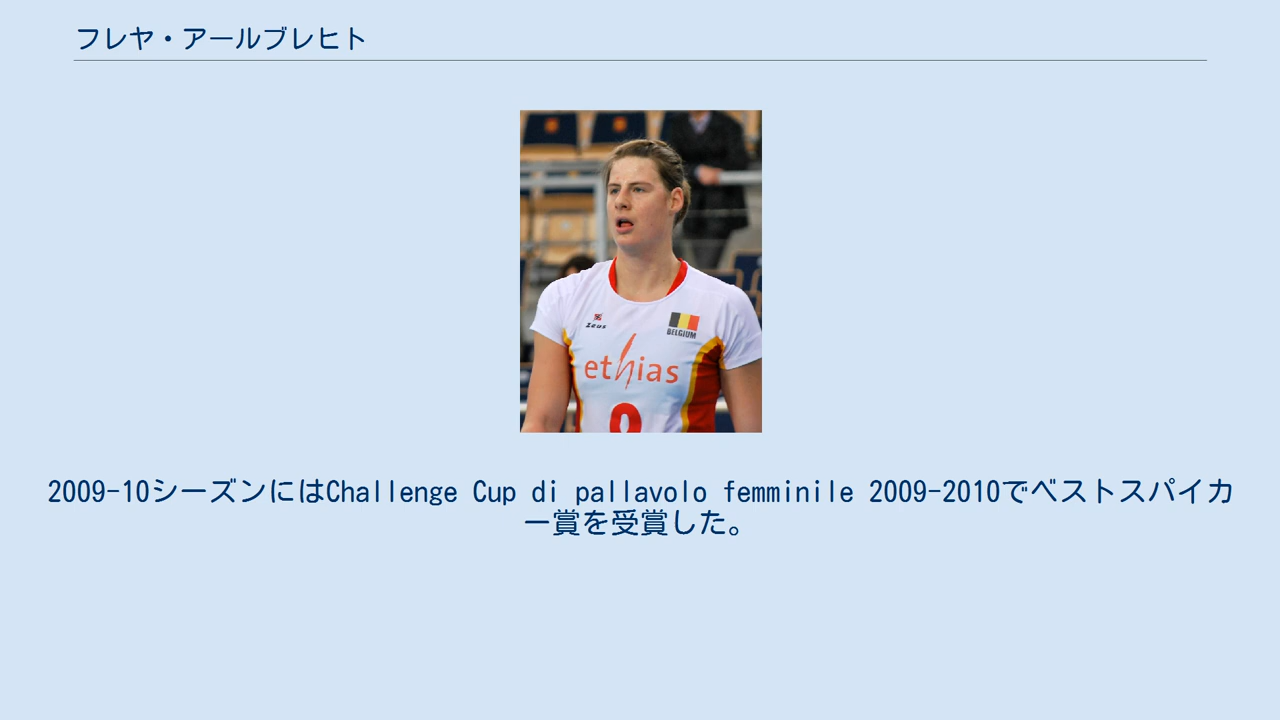 フレヤ・アールブレヒト
Zeus
BELGIUM
ethias
2009-10シーズンにはChallenge Cup di pallavolo femminile 2009-2010でベストスパイカ
ー賞を受賞した。